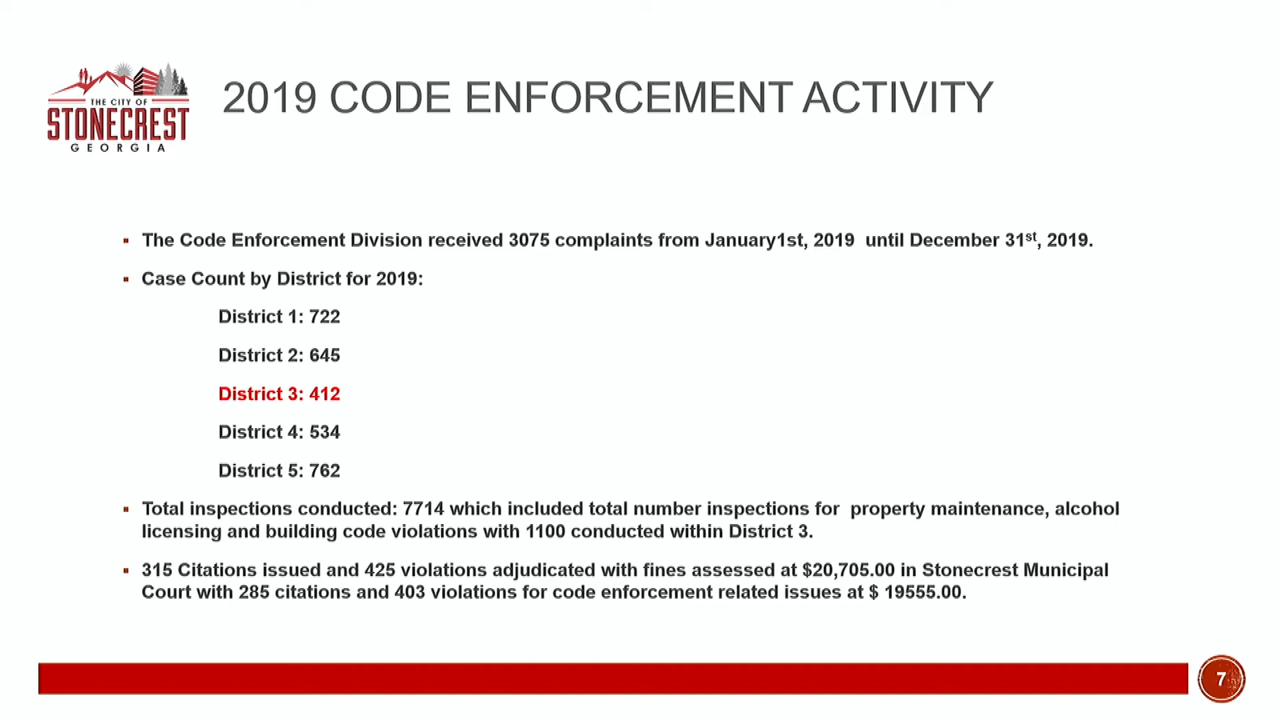 THE CITY OF
STONECREST
GEORGIA
2019 CODE ENFORCEMENT ACTIVITY
▪ The Code Enforcement Division received 3075 complaints from January1st, 2019 until December 31st, 2019.
▪ Case Count by District for 2019:
District 1: 722
District 2: 645
District 3: 412
District 4: 534
District 5: 762
▪ Total inspections conducted: 7714 which included total number inspections for property maintenance, alcohol
licensing and building code violations with 1100 conducted within District 3.
▪ 315 Citations issued and 425 violations adjudicated with fines assessed at $20,705.00 in Stonecrest Municipal
Court with 285 citations and 403 violations for code enforcement related issues at $ 19555.00.
7